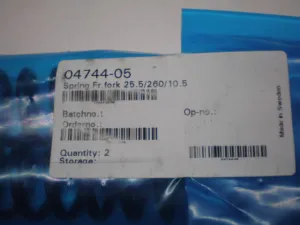 04744-05
Spring Fr.fork 25.5/260/10.5
Batchno.:
Op-no.:
Orderno.:
Quantity: 2
Storage:
Made in Sweden